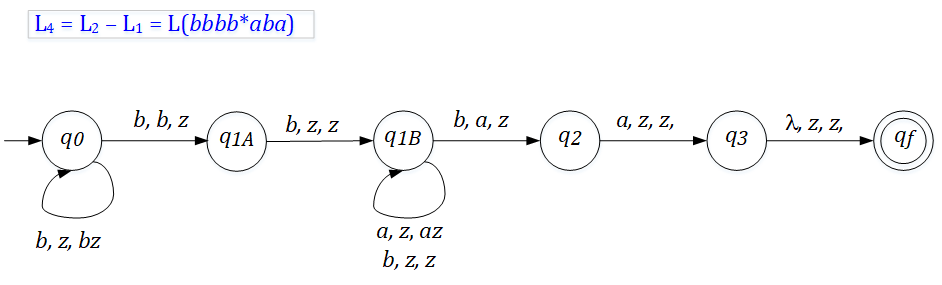 L₄ = L₂ – L₁ = L(bbbb*aba)
b, b, z
b, z, z
b, a, z
a, z, z,
λ, z, z,
q0
q1A
q1B
q2
q3
qf
b, z, bz
a, z, az
b, z, z